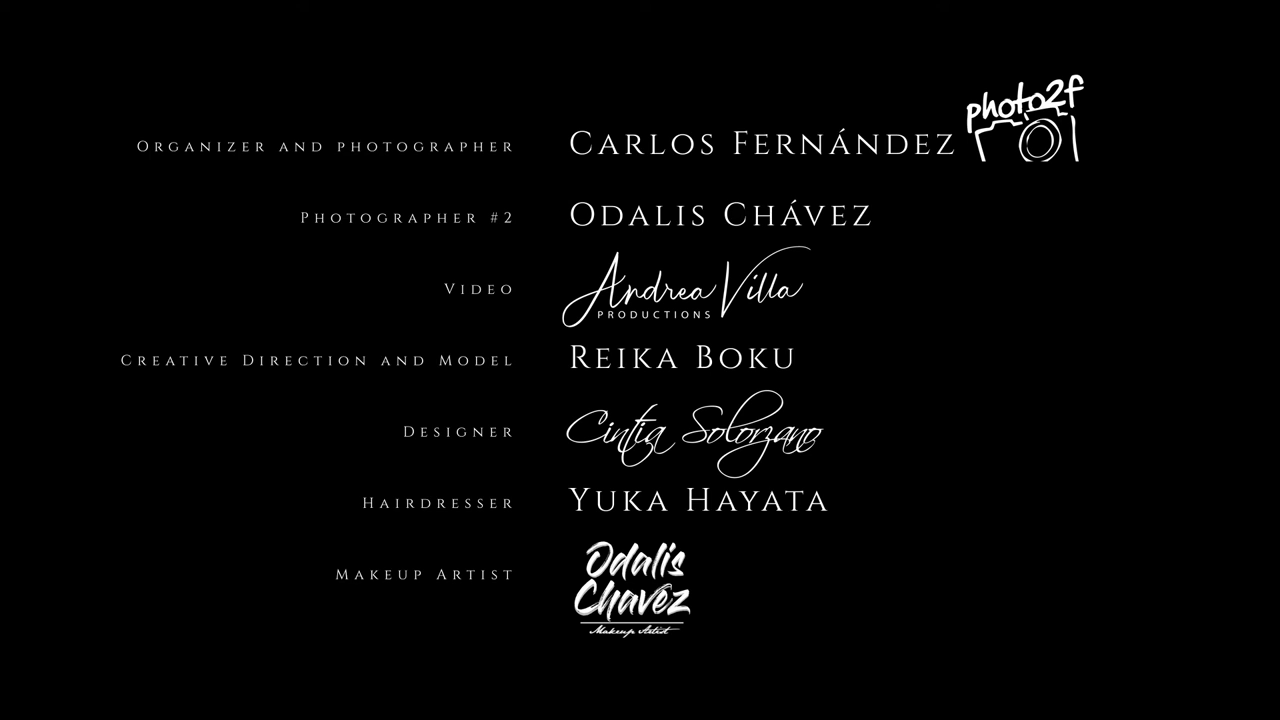 Organizer and photographer Carlos Fernández photo2f
Photographer #2 Odalis Chávez
Video Andrea Villa
PRODUCTIONS
Creative Direction and Model Reika Boku
Designer Cintia Solorzano
Hairdresser Yuka Hayata
Makeup Artist Odalis
Chavez
Makeup Artist